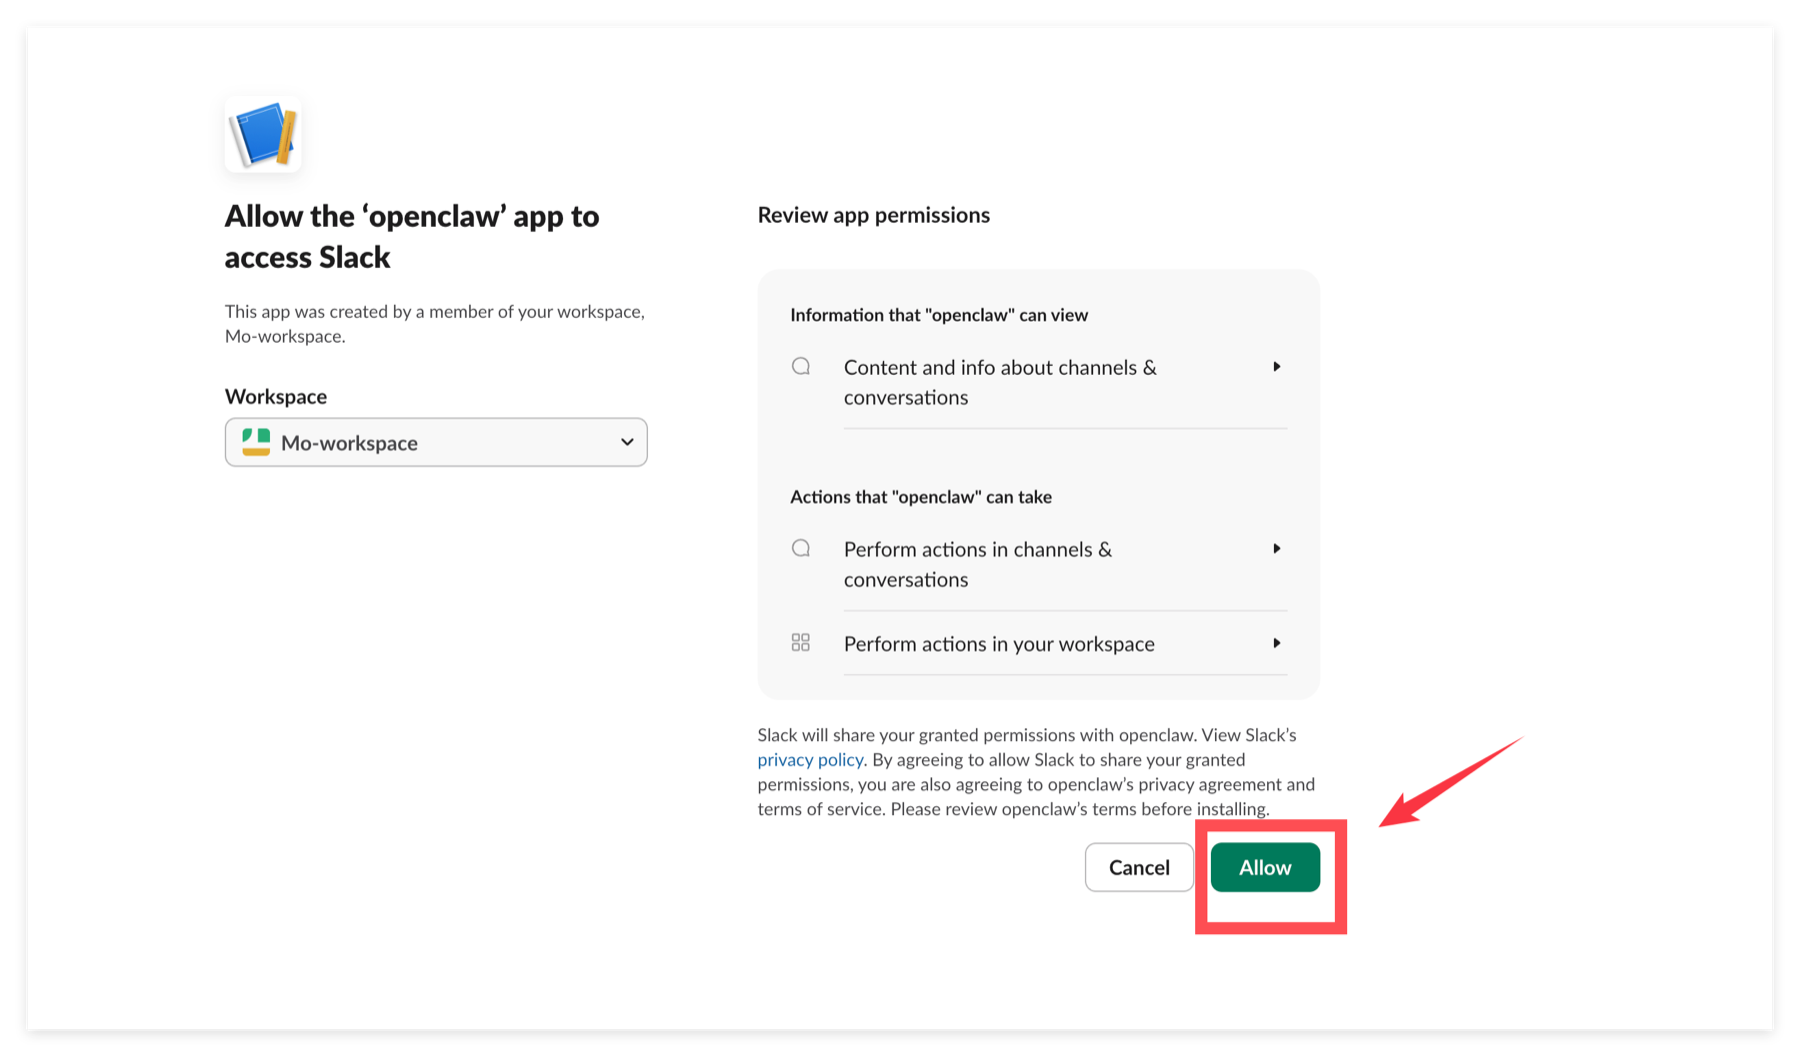 Allow the ‘openclaw’ app to
access Slack
This app was created by a member of your workspace,
Mo-workspace.
Workspace
Mo-workspace
Review app permissions
Information that "openclaw" can view
Content and info about channels &
conversations
Actions that "openclaw" can take
Perform actions in channels &
conversations
Perform actions in your workspace
Slack will share your granted permissions with openclaw. View Slack’s
privacy policy. By agreeing to allow Slack to share your granted
permissions, you are also agreeing to openclaw’s privacy agreement and
terms of service. Please review openclaw’s terms before installing.
Cancel
Allow